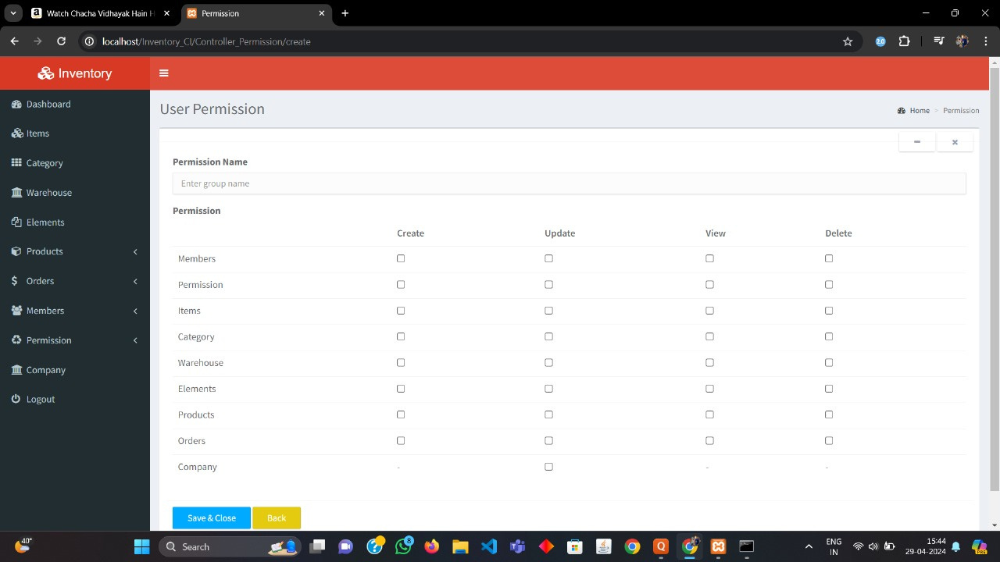 Watch Chacha Vidhayak Hain H
Permission
localhost/Inventory_CI/Controller_Permission/create
2.0
Inventory
Dashboard
Items
Category
Warehouse
Elements
Products
Orders
Members
Permission
Company
Logout
User Permission
Home > Permission
Permission Name
Enter group name
Permission
Create Update View Delete
Members
Permission
Items
Category
Warehouse
Elements
Products
Orders
Company - - -
Save & Close Back
40°
Search
8
ENG
IN
15:44
29-04-2024
PRE